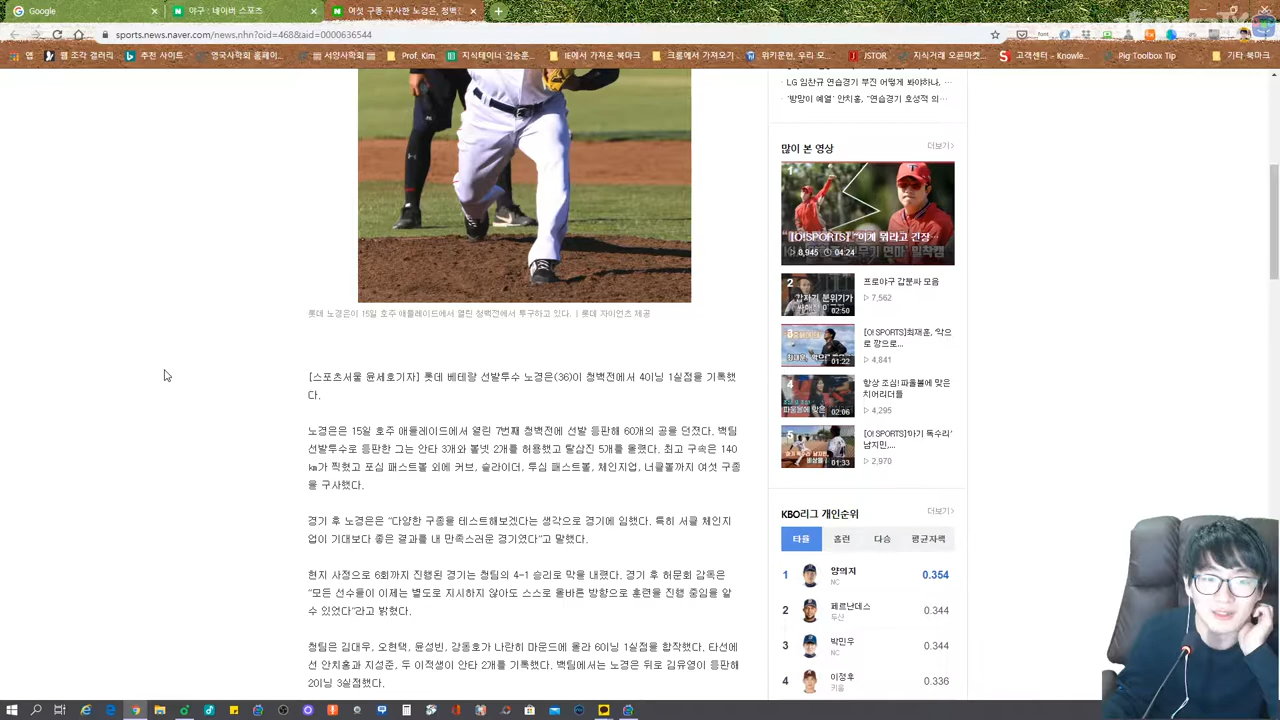 Google
야구 : 네이버 스포츠
여섯 구종 구사한 노경은, 청백
sports.news.naver.com/news.nhn?oid=468&aid=0000636544
앱
웹 조각 갤러리
추천 사이트
영국사학회 홈페이
서양사학회
Prof. Kim
지식테이너 김승훈
IE에서 가져온 북마크
크롬에서 가져오기
위키문헌, 우리 모
JSTOR
지식거래 오픈마켓
고객센터 – Knowle...
Pig Toolbox Tip
기타 북마크
LG 임찬규 연습경기 부진 어떻게 봐야하나, ...
'방망이 예열' 안치홍, "연습경기 호성적 의...
많이 본 영상
더보기
1
[O!SPORTS] "이게 뭐라고 긴장
8,945 04:24
2
02:50
프로야구 갑분싸 모음
7,562
01:22
[O! SPORTS]최재훈, '악으
로 깡으로...
4,841
4
02:06
항상 조심! 파울볼에 맞은
치어리더들
4,295
5
01:33
[O! SPORTS] '아기 독수리'
남지민,...
2,970
롯데 노경은이 15일 호주 애들레이드에서 열린 청백전에서 투구하고 있다. | 롯데 자이언츠 제공
[스포츠서울 윤세호기자] 롯데 베테랑 선발투수 노경은(36)이 청백전에서 4이닝 1실점을 기록했
다.
노경은은 15일 호주 애들레이드에서 열린 7번째 청백전에 선발 등판해 60개의 공을 던졌다. 백팀
선발투수로 등판한 그는 안타 3개와 볼넷 2개를 허용했고 탈삼진 5개를 올렸다. 최고 구속은 140
㎞가 찍혔고 포심 패스트볼 외에 커브, 슬라이더, 투심 패스트볼, 체인지업, 너클볼까지 여섯 구종
을 구사했다.
경기 후 노경은은 "다양한 구종을 테스트해보겠다는 생각으로 경기에 임했다. 특히 서클 체인지
업이 기대보다 좋은 결과를 내 만족스러운 경기였다"고 말했다.
현지 사정으로 6회까지 진행된 경기는 청팀의 4-1 승리로 막을 내렸다. 경기 후 허문회 감독은
"모든 선수들이 이제는 별도로 지시하지 않아도 스스로 올바른 방향으로 훈련을 진행 중임을 알
수 있었다"라고 밝혔다.
청팀은 김대우, 오현택, 윤성빈, 강동호가 나란히 마운드에 올라 6이닝 1실점을 합작했다. 타선에
선 안치홍과 지성준, 두 이적생이 안타 2개를 기록했다. 백팀에서는 노경은 뒤로 김유영이 등판해
2이닝 3실점했다.
KBO리그 개인순위
더보기
타율 홈런 다승 평균자책
1 양의지 0.354
NC
2 페르난데스 0.344
두산
3 박민우 0.344
NC
4 이정후 0.336
키움